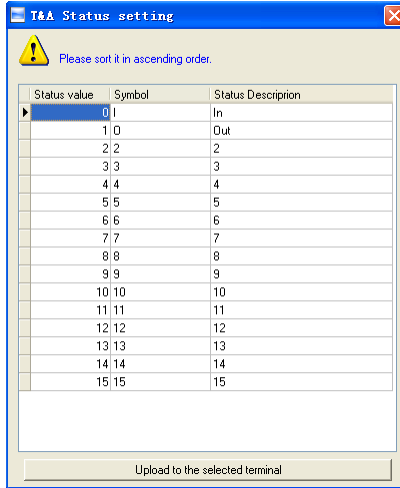 T&A Status setting
Please sort it in ascending order.
Status value Symbol Status Descriprion
0 I In
1 O Out
2 2 2
3 3 3
4 4 4
5 5 5
6 6 6
7 7 7
8 8 8
9 9 9
10 10 10
11 11 11
12 12 12
13 13 13
14 14 14
15 15 15
Upload to the selected terminal